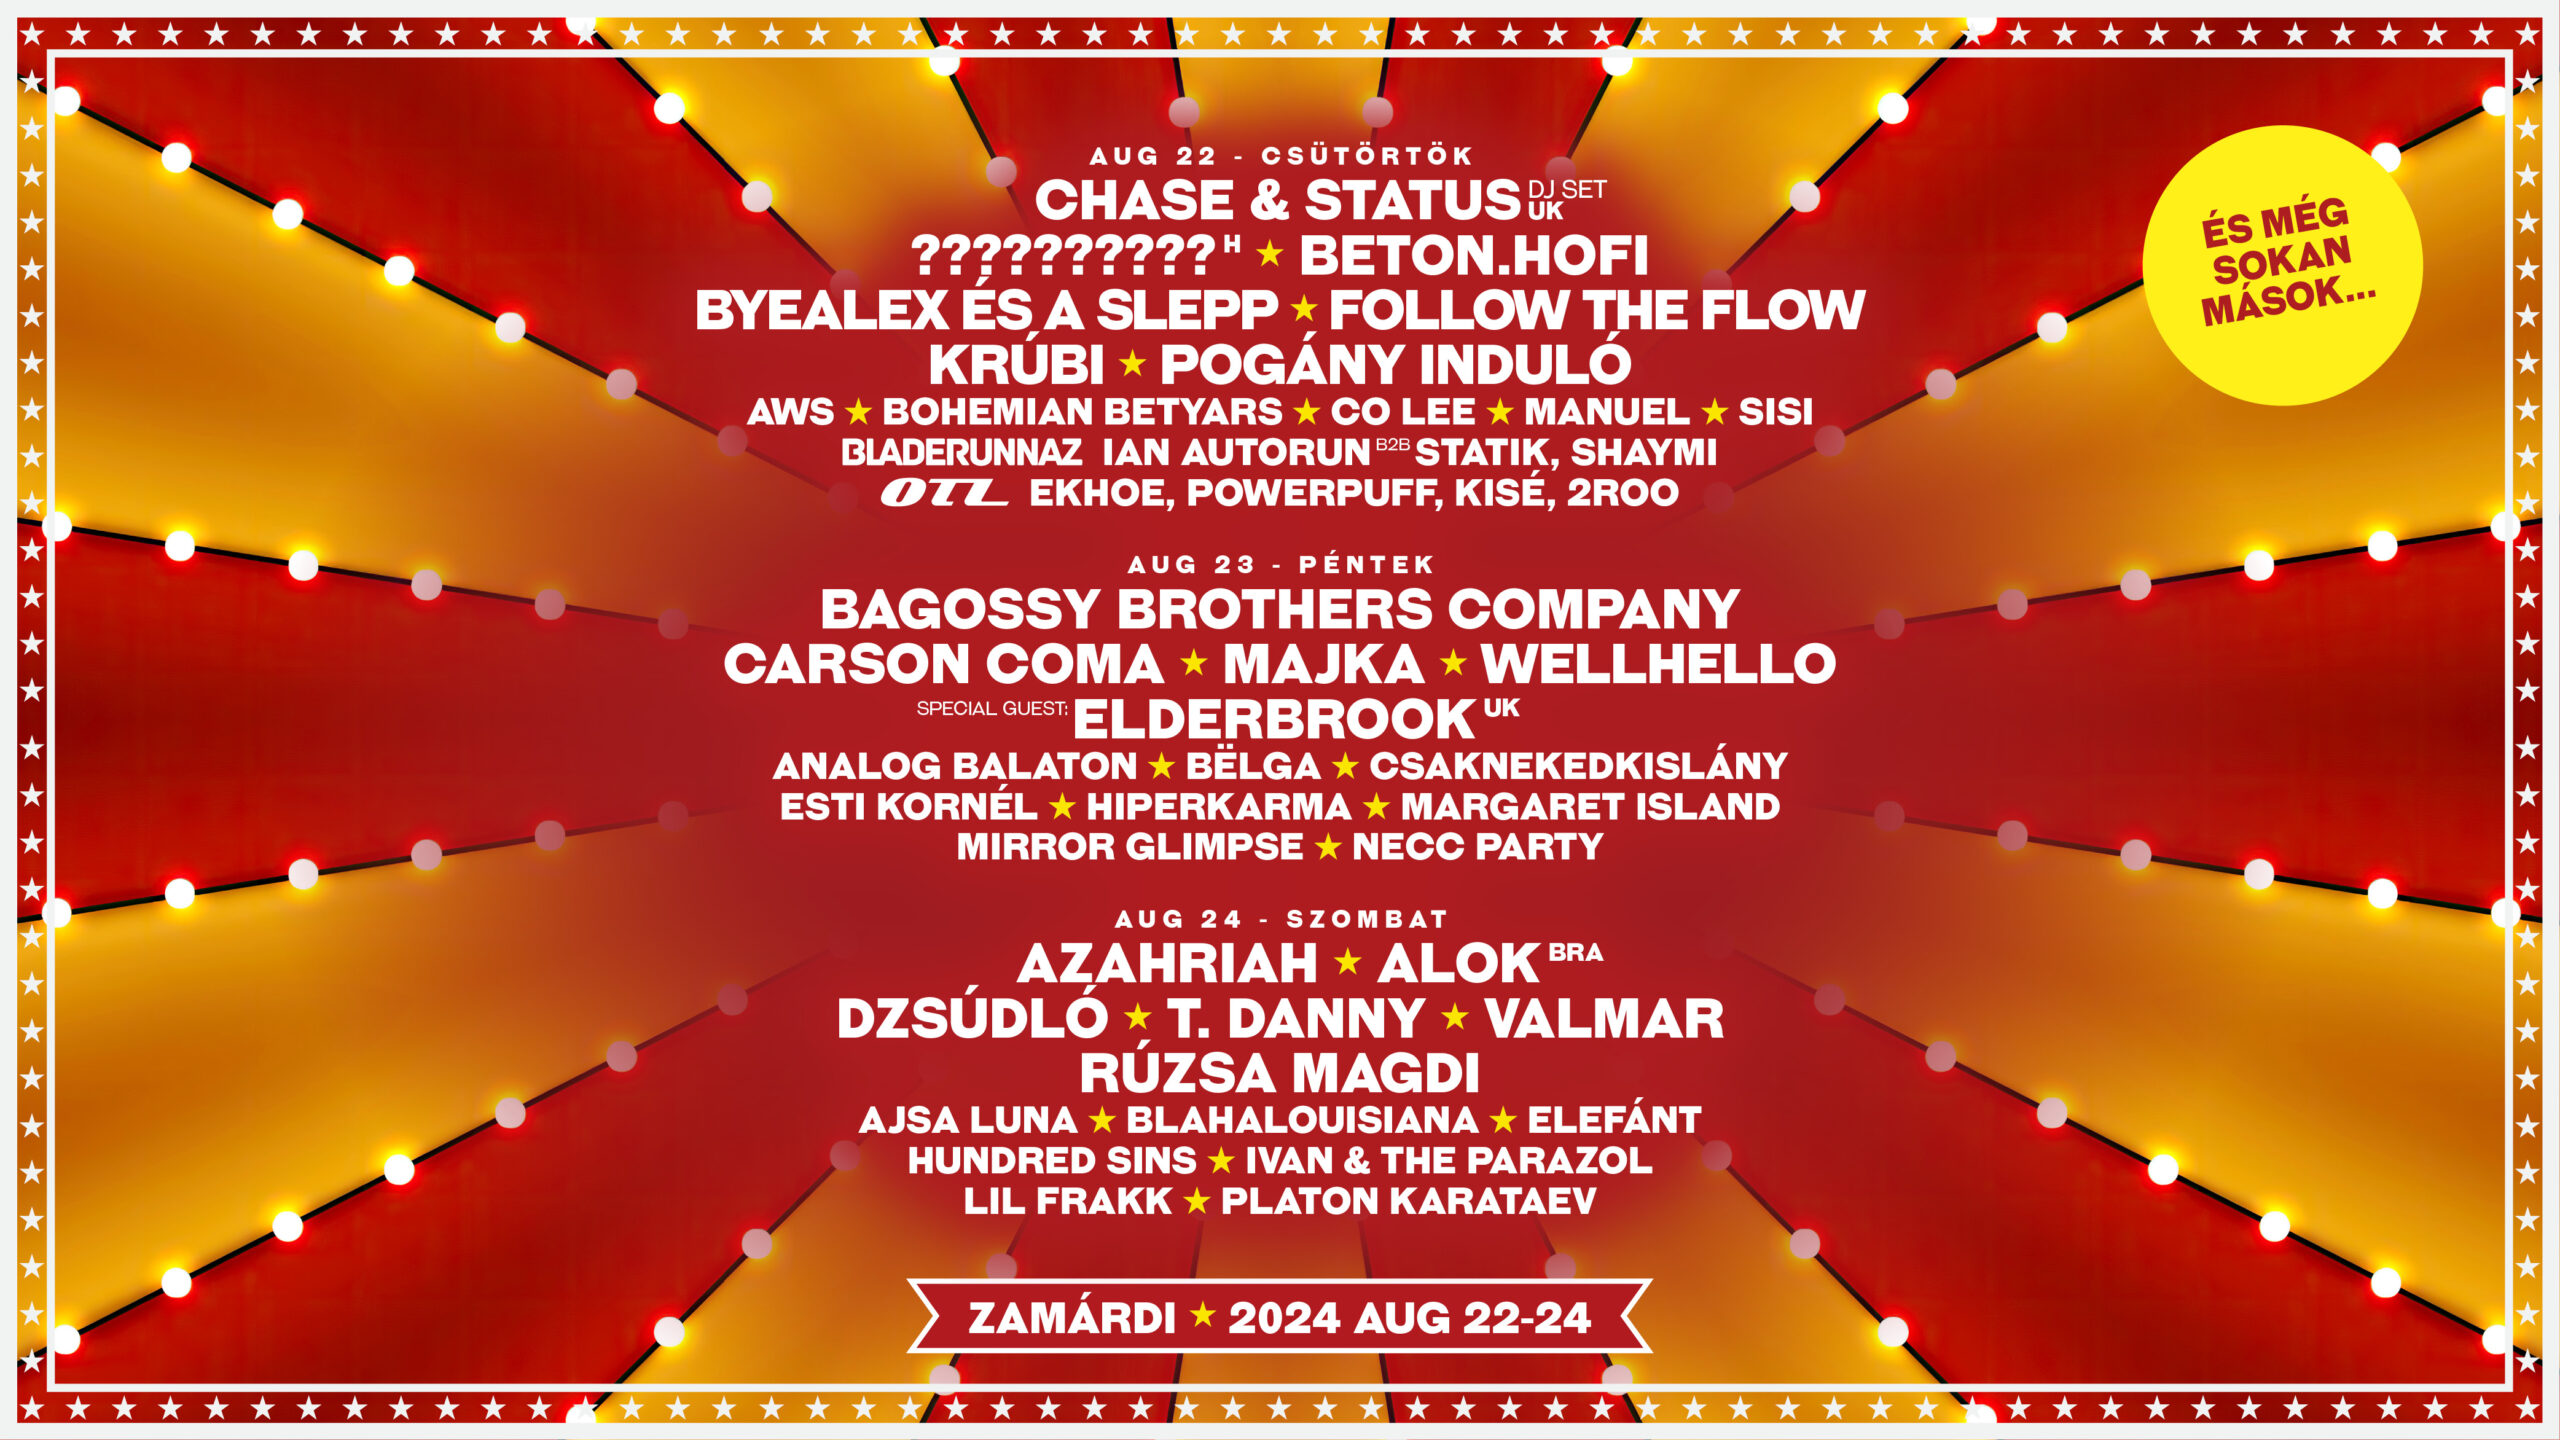 AUG 22 - CSÜTÖRTÖK
CHASE & STATUS DJ SET UK
?????????? H ★ BETON.HOFI
BYEALEX ÉS A SLEPP ★ FOLLOW THE FLOW
KRÚBI ★ POGÁNY INDULÓ
AWS ★ BOHEMIAN BETYARS ★ CO LEE ★ MANUEL ★ SISI
BLADERUNNAZ IAN AUTORUN B2B STATIK, SHAYMI
OTL EKHOE, POWERPUFF, KISÉ, 2ROO
AUG 23 - PÉNTEK
BAGOSSY BROTHERS COMPANY
CARSON COMA ★ MAJKA ★ WELLHELLO
SPECIAL GUEST: ELDERBROOK UK
ANALOG BALATON ★ BËLGA ★ CSAKNEKEDKISLÁNY
ESTI KORNÉL ★ HIPERKARMA ★ MARGARET ISLAND
MIRROR GLIMPSE ★ NECC PARTY
AUG 24 - SZOMBAT
AZAHRIAH ★ ALOK BRA
DZSÚDLÓ ★ T. DANNY ★ VALMAR
RÚZSA MAGDI
AJSA LUNA ★ BLAHALOUISIANA ★ ELEFÁNT
HUNDRED SINS ★ IVAN & THE PARAZOL
LIL FRAKK ★ PLATON KARATAEV
ZAMÁRDI ★ 2024 AUG 22-24
ÉS MÉG
SOKAN
MÁSOK...